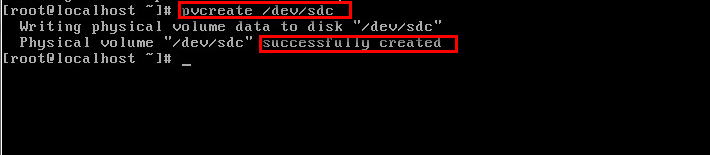 [root@localhost ~]# pvcreate /dev/sdc
Writing physical volume data to disk "/dev/sdc"
Physical volume "/dev/sdc" successfully created
[root@localhost ~]# _